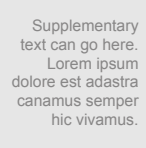 Supplementary
text can go here.
Lorem ipsum
dolore est adastra
canamus semper
hic vivamus.